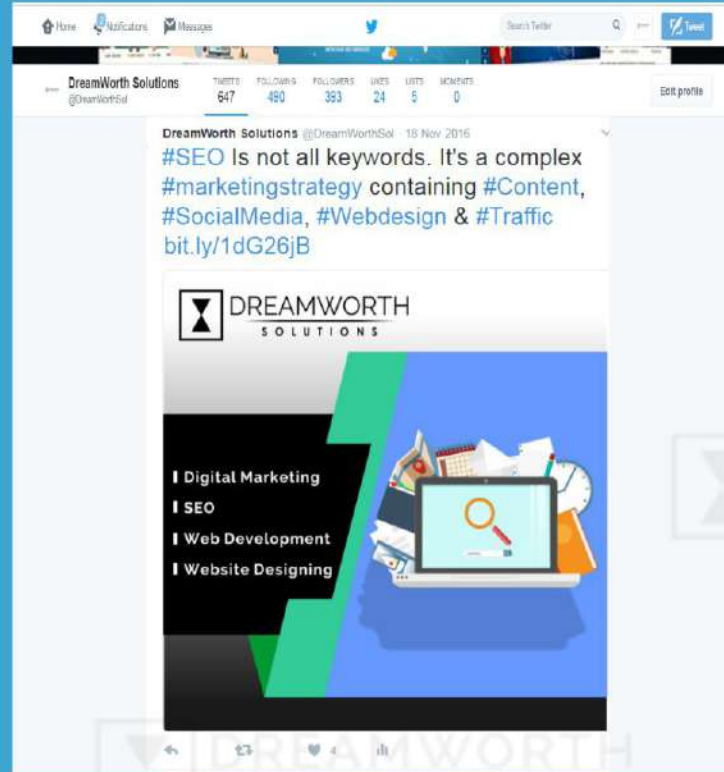 Home Notifications Messages Search Twitter Tweet
DreamWorth Solutions
@DreamWorthSol
TWEETS FOLLOWING FOLLOWERS LIKES LISTS MOMENTS
647 490 393 24 5 0
Edit profile
DreamWorth Solutions @DreamWorthSol · 18 Nov 2016
#SEO Is not all keywords. It's a complex
#marketingstrategy containing #Content,
#SocialMedia, #Webdesign & #Traffic
bit.ly/1dG26jB
DREAMWORTH
SOLUTIONS
Digital Marketing
SEO
Web Development
Website Designing
4
DREAMWORTH